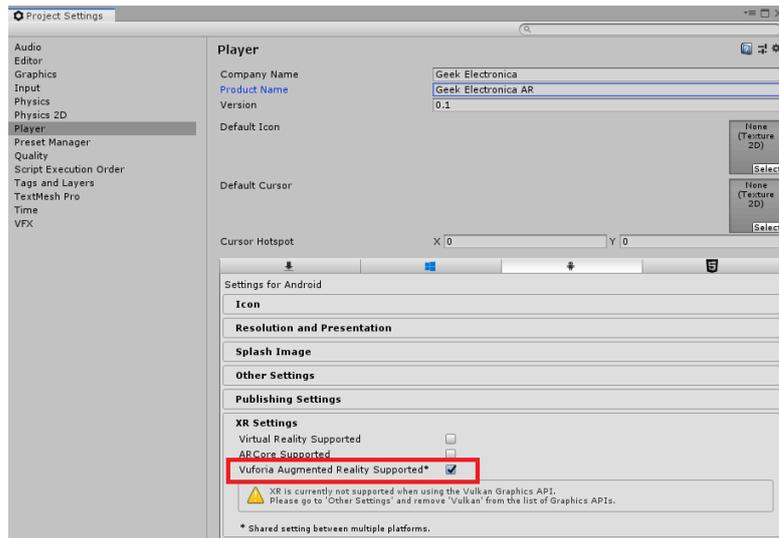 Project Settings
Audio
Editor
Graphics
Input
Physics
Physics 2D
Player
Preset Manager
Quality
Script Execution Order
Tags and Layers
TextMesh Pro
Time
VFX
Player
Company Name Geek Electronica
Product Name Geek Electronica AR
Version 0.1
Default Icon
None
(Texture
2D)
Select
Default Cursor
None
(Texture
2D)
Select
Cursor Hotspot X 0 Y 0
Settings for Android
Icon
Resolution and Presentation
Splash Image
Other Settings
Publishing Settings
XR Settings
Virtual Reality Supported
ARCore Supported
Vuforia Augmented Reality Supported*
XR is currently not supported when using the Vulkan Graphics API.
Please go to 'Other Settings' and remove 'Vulkan' from the list of Graphics APIs.
* Shared setting between multiple platforms.